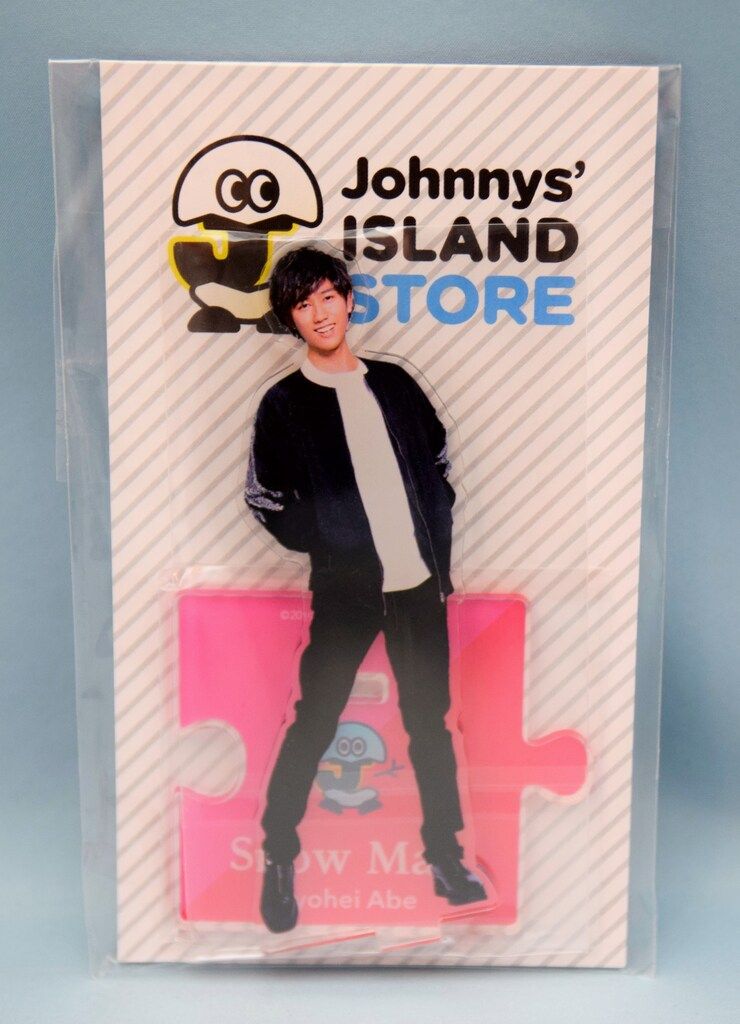 Johnnys'
ISLAND
STORE
Snow Ma
yohei Abe